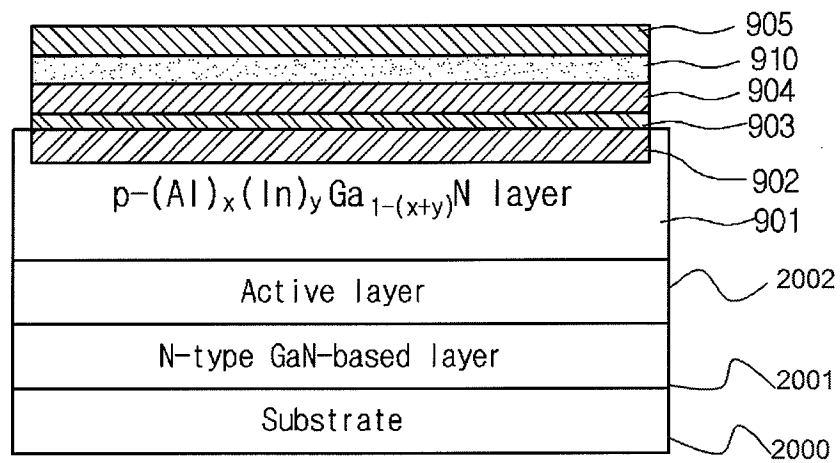 905
910
904
903
902
p-(Al)ₓ(In)ᵧGa₁₋₍ₓ₊ᵧ₎N layer
901
Active layer
2002
N-type GaN-based layer
2001
Substrate
2000